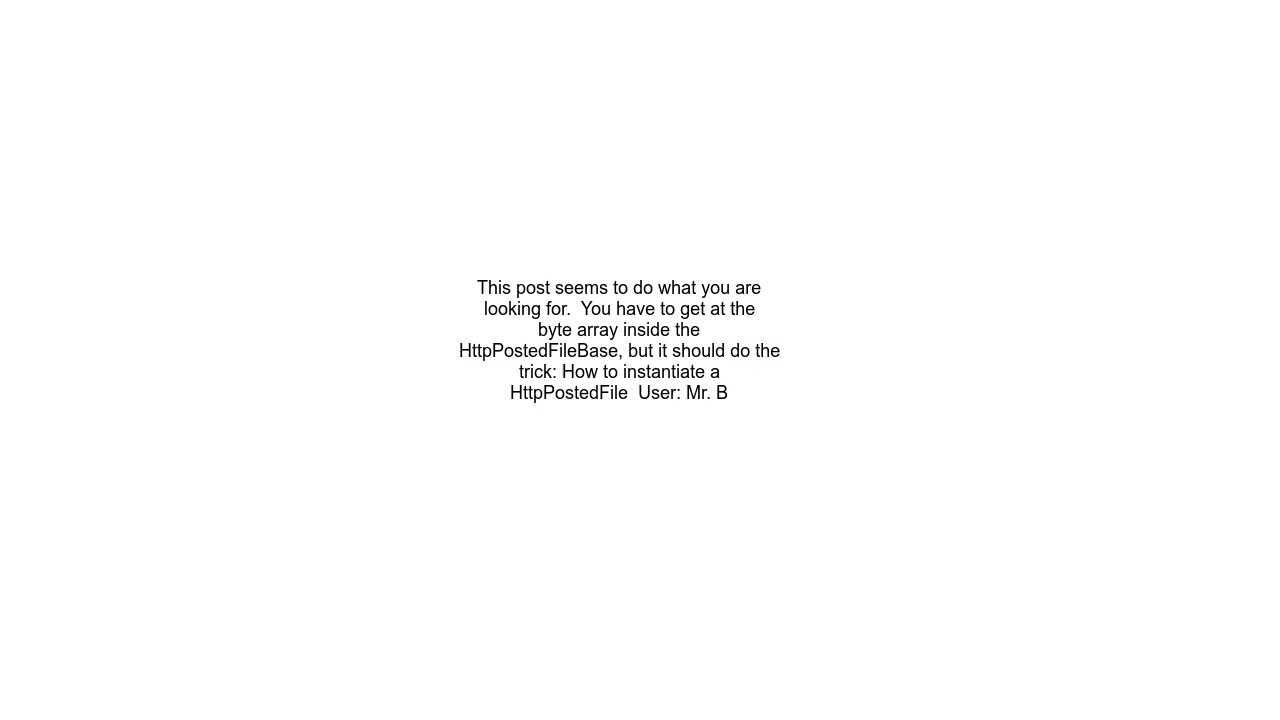 This post seems to do what you are
looking for.  You have to get at the
byte array inside the
HttpPostedFileBase, but it should do the
trick: How to instantiate a
HttpPostedFile  User: Mr. B